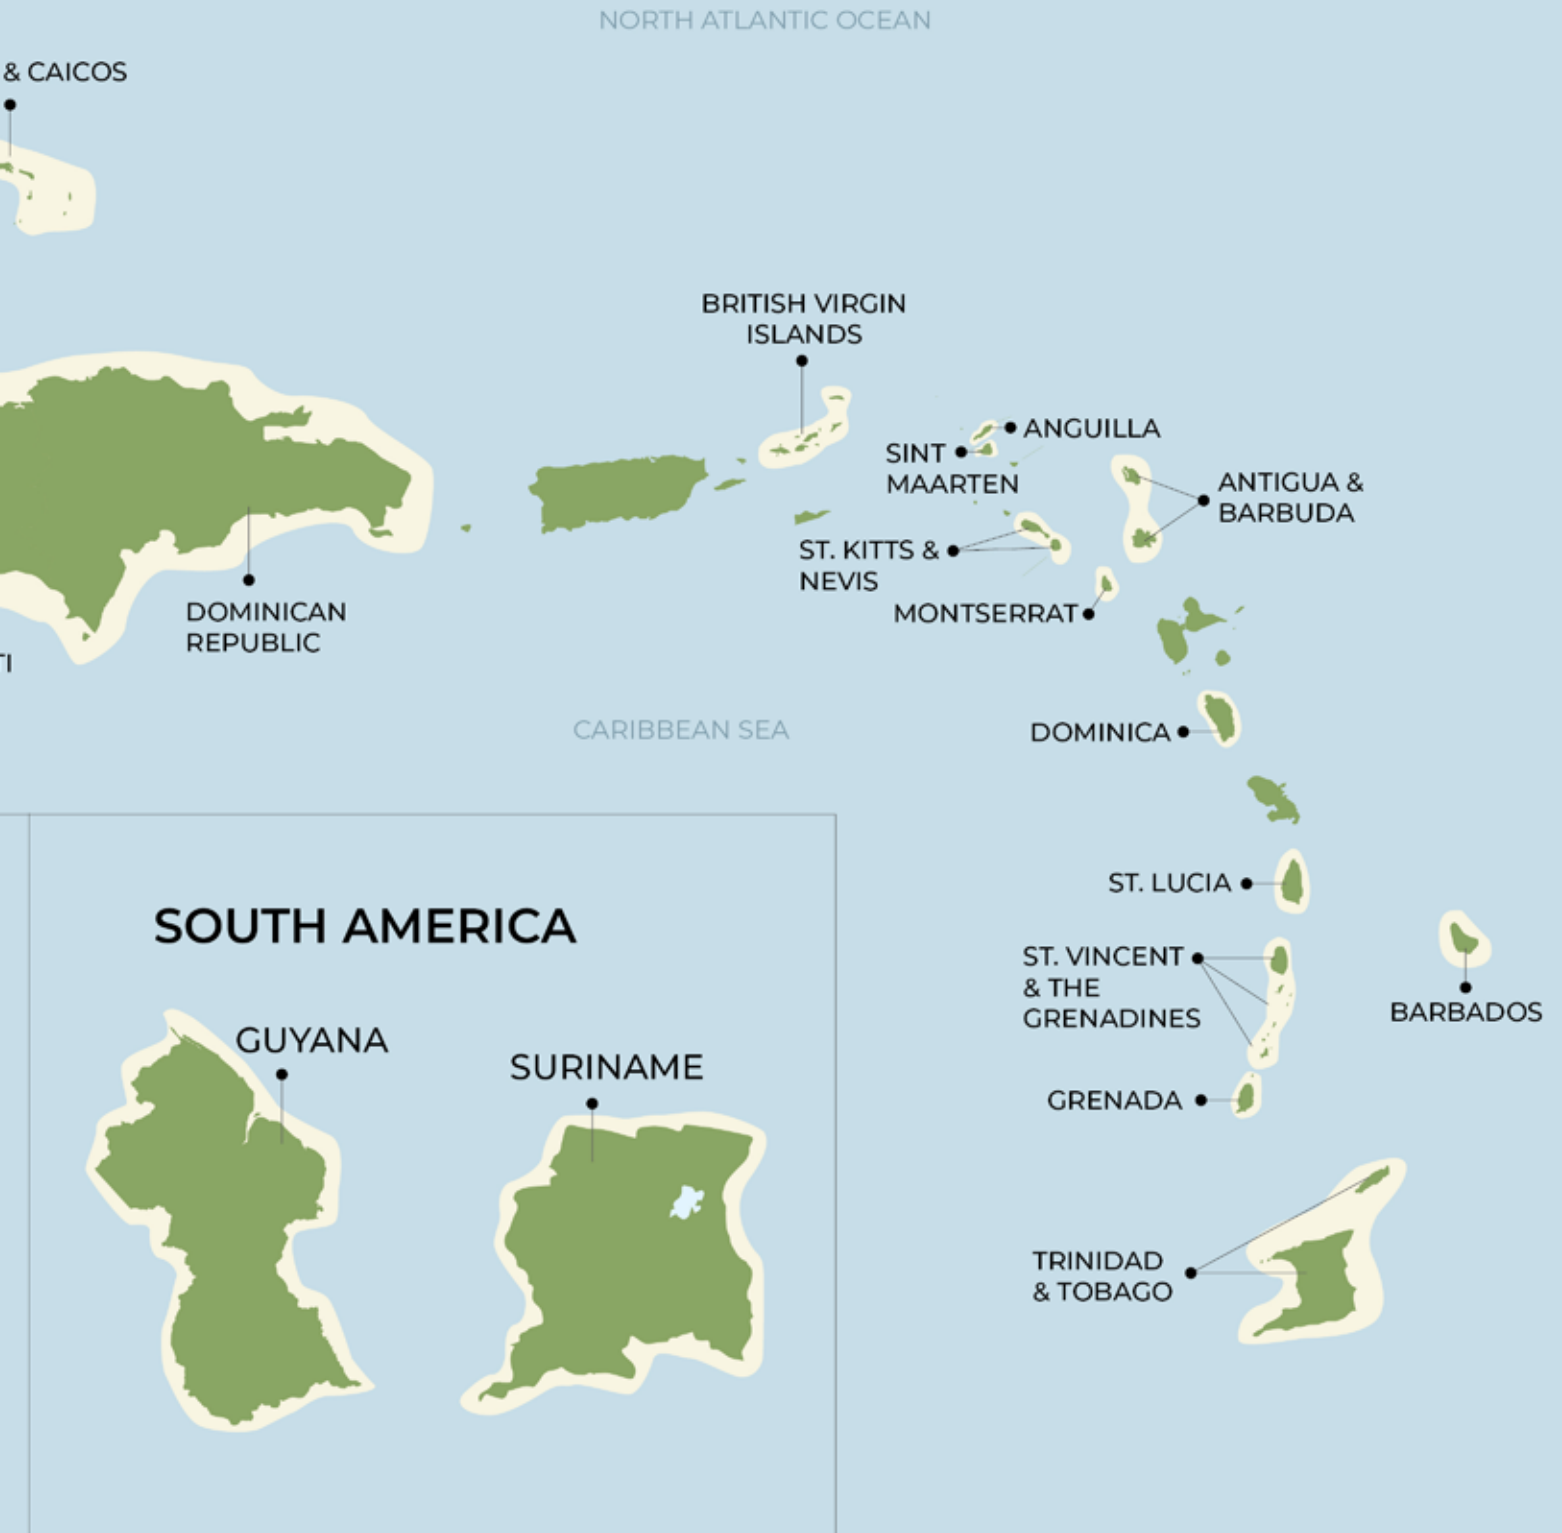 NORTH ATLANTIC OCEAN
& CAICOS
BRITISH VIRGIN
ISLANDS
ANGUILLA
SINT
MAARTEN
ANTIGUA &
BARBUDA
ST. KITTS &
NEVIS
MONTSERRAT
DOMINICAN
REPUBLIC
TI
CARIBBEAN SEA
DOMINICA
ST. LUCIA
SOUTH AMERICA
ST. VINCENT
& THE
GRENADINES
BARBADOS
GUYANA
SURINAME
GRENADA
TRINIDAD
& TOBAGO